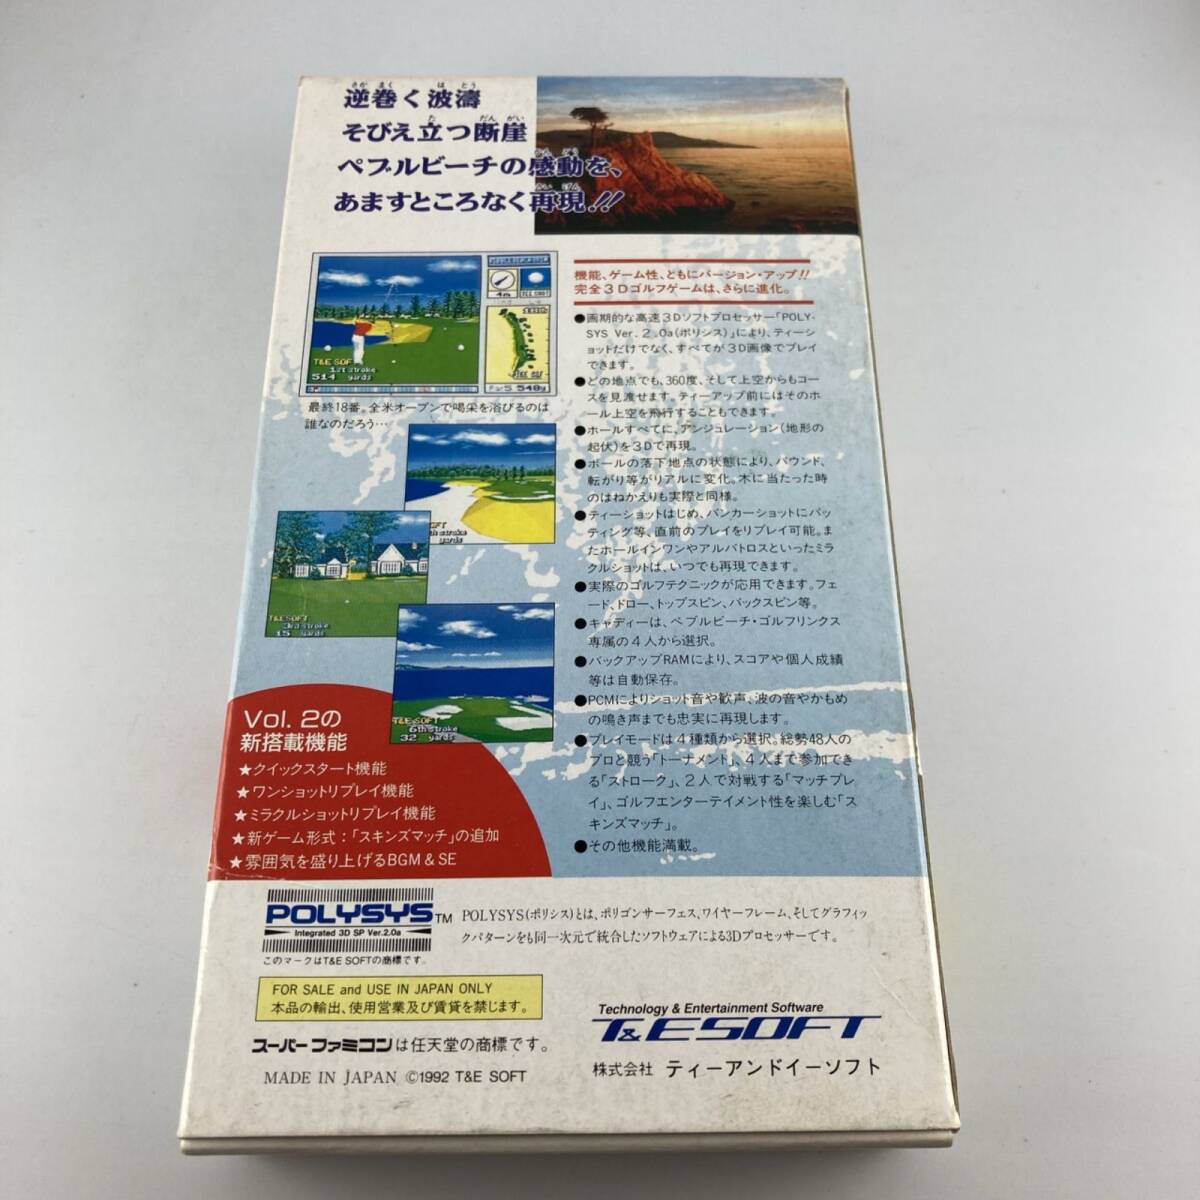 逆巻く波濤
そびえ立つ断崖
ペブルビーチの感動を、
あますところなく再現!!
機能、ゲーム性、ともにバージョン・アップ!!
完全3Dゴルフゲームは、さらに進化。
●画期的な高速3Dソフトプロセッサー「POLY-
SYS Ver.2.0a(ポリシス)」により、ティーシ
ョットだけでなく、すべてが3D画像でプレイ
できます。
●どの地点でも、360度、そして上空からもコー
スを見渡せます。ティーアップ前にはそのホ
ール上空を飛行することもできます。
●ホールすべてに、アンジュレーション(地形の
起伏)を3Dで再現。
●ボールの落下地点の状態により、バウンド、
転がり等がリアルに変化。木に当たった時
のはねかえりも実際と同様。
●ティーショットはじめ、バンカーショットにパッ
ティング等、直前のプレイをリプレイ可能。ま
たホールインワンやアルバトロスといったミラ
クルショットは、いつでも再現できます。
●実際のゴルフテクニックが応用できます。フェ
ード、ドロー、トップスピン、バックスピン等。
●キャディーは、ペブルビーチ・ゴルフリンクス
専属の4人から選択。
●バックアップRAMにより、スコアや個人成績
等は自動保存。
●PCMによりショット音や歓声、波の音やかもめ
の鳴き声までも忠実に再現します。
●プレイモードは4種類から選択。総勢48人の
プロと競う「トーナメント」、4人まで参加でき
る「ストローク」、2人で対戦する「マッチプレ
イ」、ゴルフエンターテイメント性を楽しむ「ス
キンズマッチ」。
●その他機能満載。
T&E SOFT
1st stroke
514 yards
4m
18th
548y
最終18番。全米オープンで喝栄を浴びるのは
誰なのだろう…
SOFT
th stroke
yards
T&E SOFT
3rd stroke
15 yards
T&E SOFT
6th stroke
32 yards
Vol. 2の
新搭載機能
★クイックスタート機能
★ワンショットリプレイ機能
★ミラクルショットリプレイ機能
★新ゲーム形式：「スキンズマッチ」の追加
★雰囲気を盛り上げるBGM & SE
POLYSYS TM
Integrated 3D SP Ver.2.0a
このマークはT&E SOFTの商標です。
POLYSYS(ポリシス)とは、ポリゴンサーフェス、ワイヤーフレーム、そしてグラフィッ
クパターンをも同一次元で統合したソフトウェアによる3Dプロセッサーです。
FOR SALE and USE IN JAPAN ONLY
本品の輸出、使用営業及び賃貸を禁じます。
スーパーファミコンは任天堂の商標です。
MADE IN JAPAN ©1992 T&E SOFT
Technology & Entertainment Software
T&E SOFT
株式会社 ティーアンドイーソフト